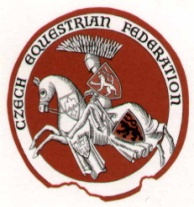 CZECH EQUESTRIAN FEDERATION